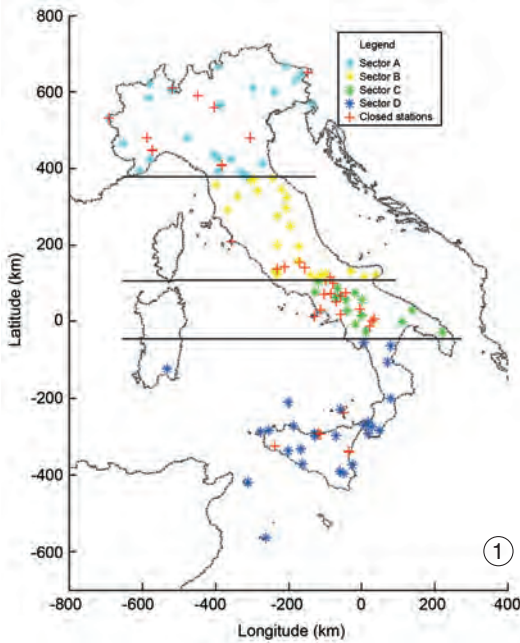 800
600
400
200
0
-200
-400
-600
Latitude (km)
Legend
Sector A
Sector B
Sector C
Sector D
Closed stations
1
-800 -600 -400 -200 0 200 400
Longitude (km)